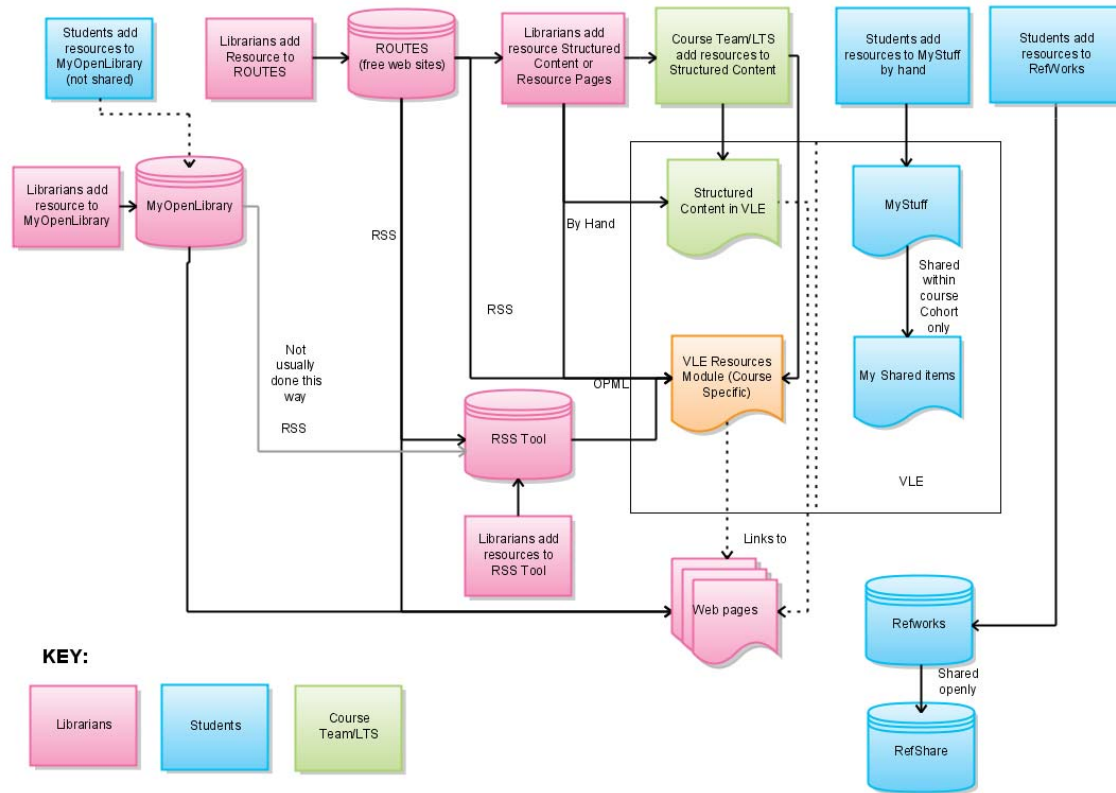 Students add
resources to
MyOpenLibrary
(not shared)
Librarians add
Resource to
ROUTES
ROUTES
(free web sites)
Librarians add
resource Structured
Content or
Resource Pages
Course Team/LTS
add resources to
Structured Content
Students add
resources to MyStuff
by hand
Students add
resources to
RefWorks
Librarians add
resource to
MyOpenLibrary
MyOpenLibrary
RSS
By Hand
Structured
Content in VLE
MyStuff
Shared
within
course
Cohort
only
RSS
Not
usually
done this
way
RSS
OPML
VLE Resources
Module (Course
Specific)
My Shared items
RSS Tool
VLE
Librarians add
resources to
RSS Tool
Links to
Web pages
Refworks
Shared
openly
RefShare
KEY:
Librarians
Students
Course
Team/LTS